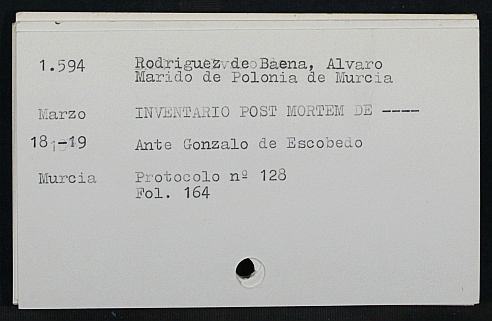 1.594 Rodriguez de Baena, Alvaro
Marido de Polonia de Murcia
Marzo INVENTARIO POST MORTEM DE ----
18-19 Ante Gonzalo de Escobedo
Murcia Protocolo nº 128
Fol. 164